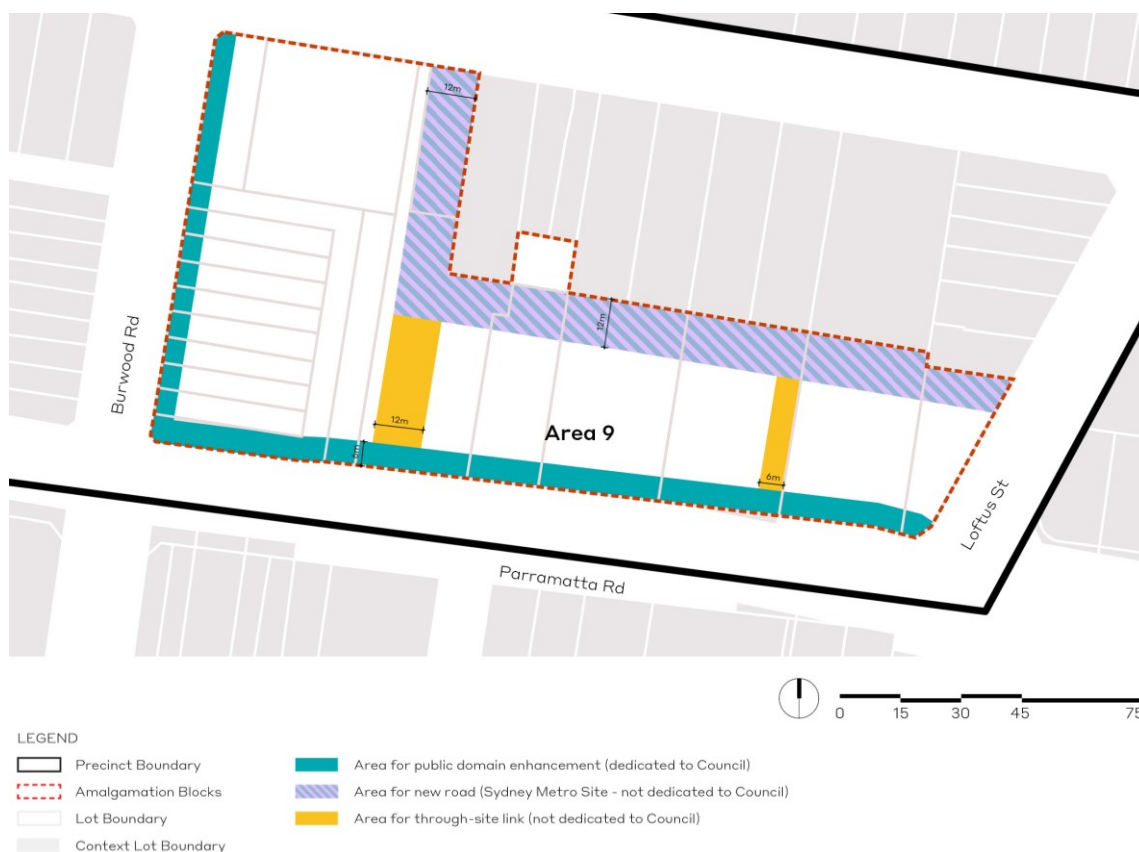 12m
12m
Burwood Rd
12m
6m
Area 9
6m
Loftus St
Parramatta Rd
0 15 30 45 75
LEGEND
Precinct Boundary
Amalgamation Blocks
Lot Boundary
Context Lot Boundary
Area for public domain enhancement (dedicated to Council)
Area for new road (Sydney Metro Site - not dedicated to Council)
Area for through-site link (not dedicated to Council)